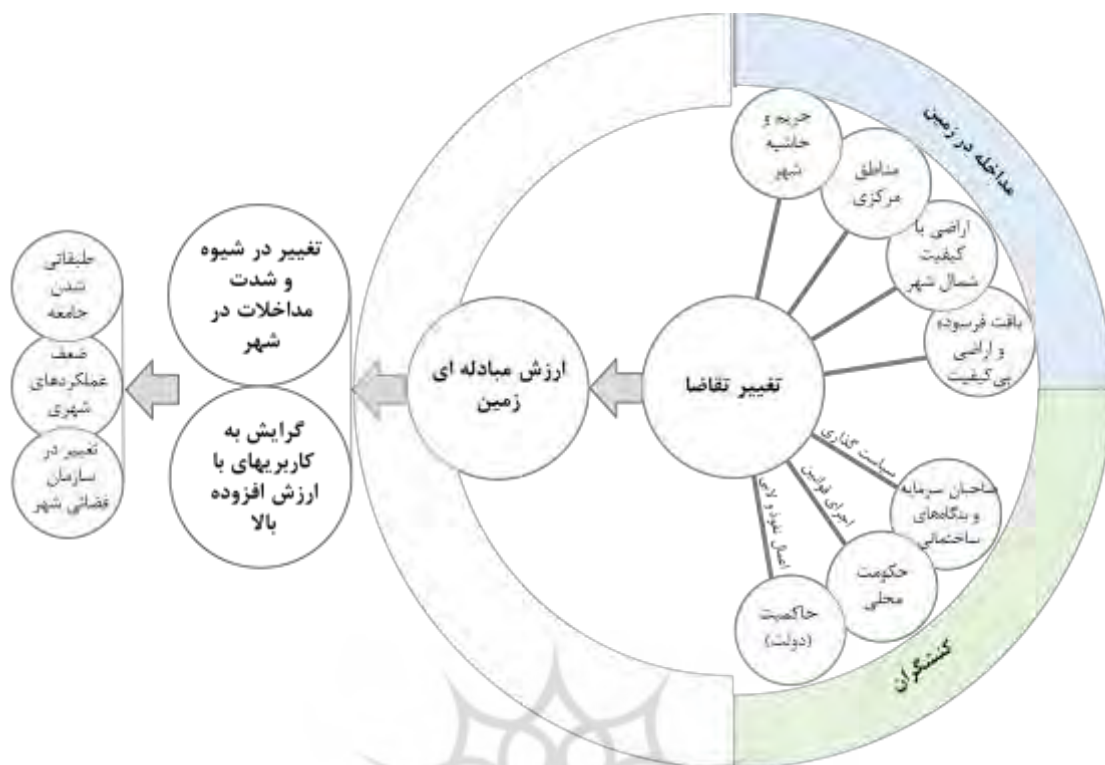 مداخله در زمین
حریم و
حاشیه
شهر
مناطق
مرکزی
اراضی با
کیفیت
شمال شهر
بافت فرسوده
و اراضی
بی‌کیفیت
تغییر تقاضا
سیاست گذاری
اجرای قوانین
اعمال نفوذ و لابی
صاحبان سرمایه
و بنگاه‌های
ساختمانی
حکومت
محلی
حاکمیت
(دولت)
کنشگران
ارزش مبادله ای
زمین
تغییر در شیوه
و شدت
مداخلات در
شهر
گرایش به
کاربریهای با
ارزش افزوده
بالا
طبقاتی
شدن
جامعه
ضعف
عملکردهای
شهری
تغییر در
سازمان
فضائی شهر